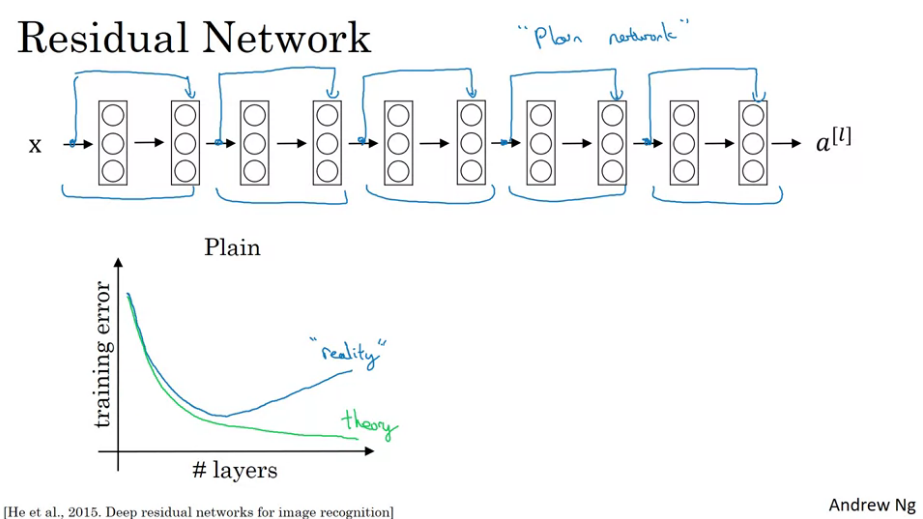 Residual Network
"Plain network"
x
a[l]
Plain
training error
"reality"
theory
# layers
[He et al., 2015. Deep residual networks for image recognition]
Andrew Ng